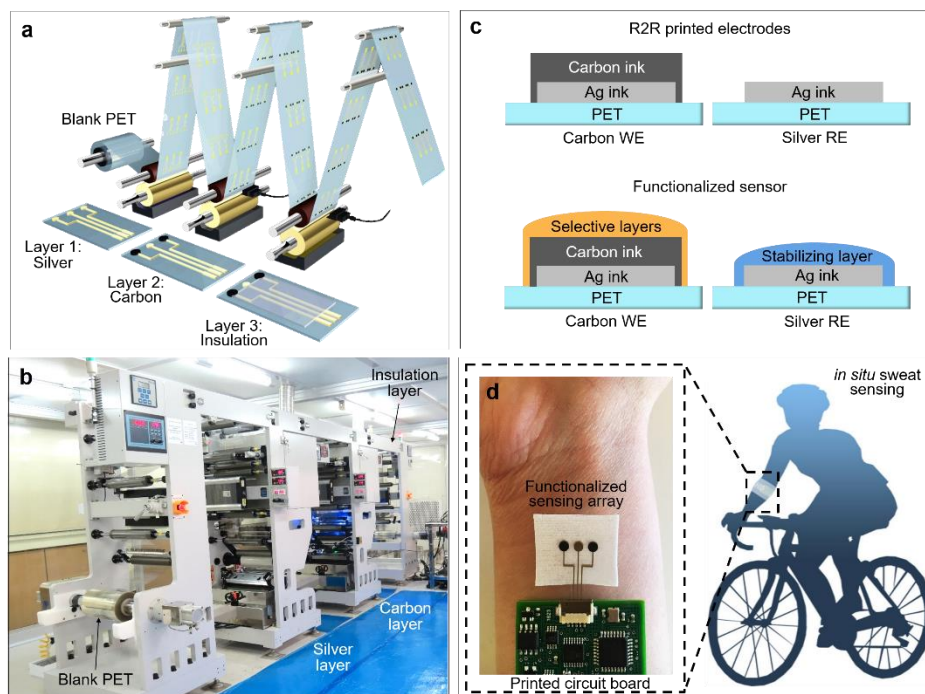 a
Blank PET
Layer 1:
Silver
Layer 2:
Carbon
Layer 3:
Insulation
b
Insulation
layer
Carbon
layer
Silver
layer
Blank PET
c
R2R printed electrodes
Carbon ink
Ag ink
PET
Carbon WE
Ag ink
PET
Silver RE
Functionalized sensor
Selective layers
Carbon ink
Ag ink
PET
Carbon WE
Stabilizing layer
Ag ink
PET
Silver RE
d
Functionalized
sensing array
Printed circuit board
in situ sweat
sensing